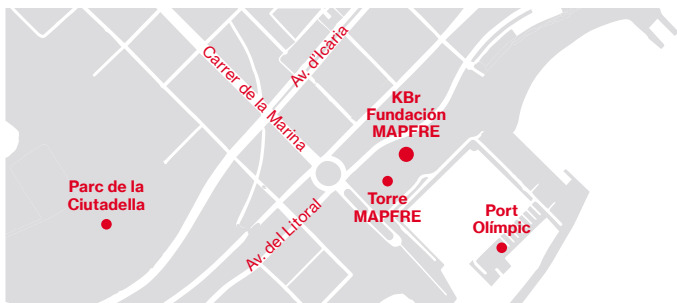 Carrer de la Marina
Av. d'Icària
KBr
Fundación
MAPFRE
Parc de la
Ciutadella
Torre
MAPFRE
Av. del Litoral
Port
Olímpic